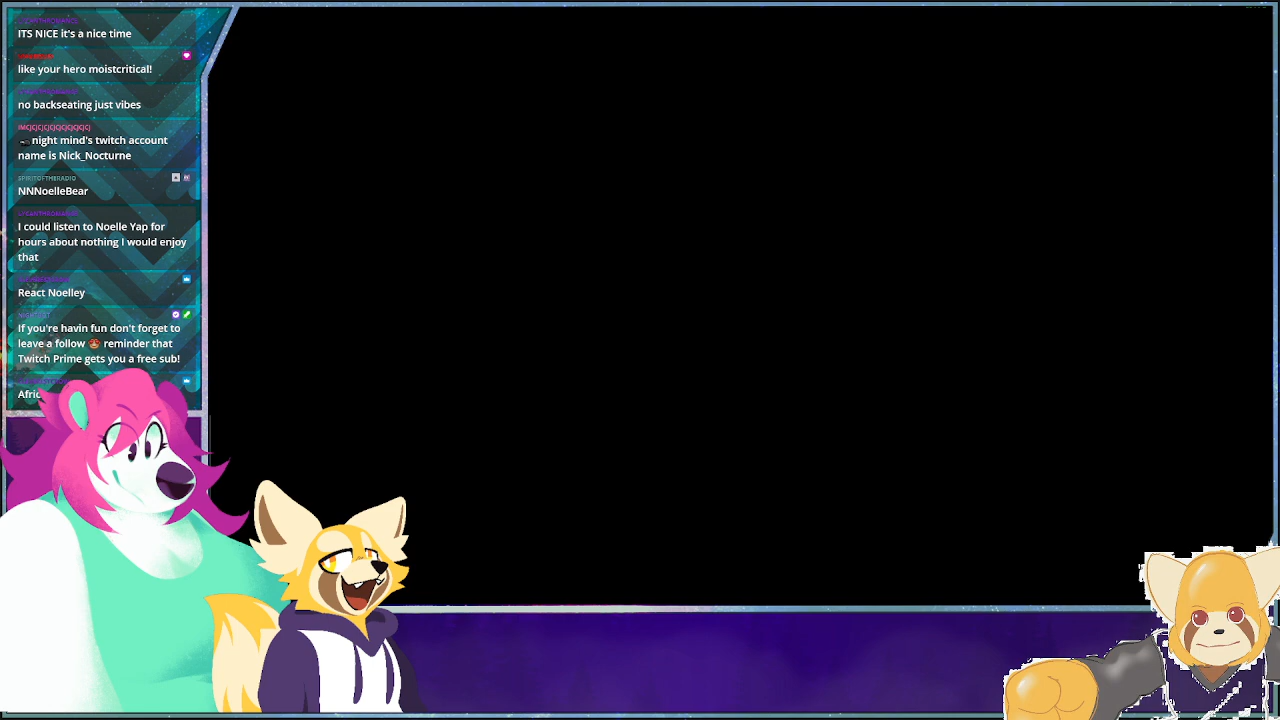 ITS NICE it's a nice time
like your hero moistcritical!
no backseating just vibes
night mind's twitch account
name is Nick_Nocturne
SPIRITOFTHERADIO
NNNoelleBear
I could listen to Noelle Yap for
hours about nothing I would enjoy
that
React Noelley
If you're havin fun don't forget to
leave a follow reminder that
Twitch Prime gets you a free sub!